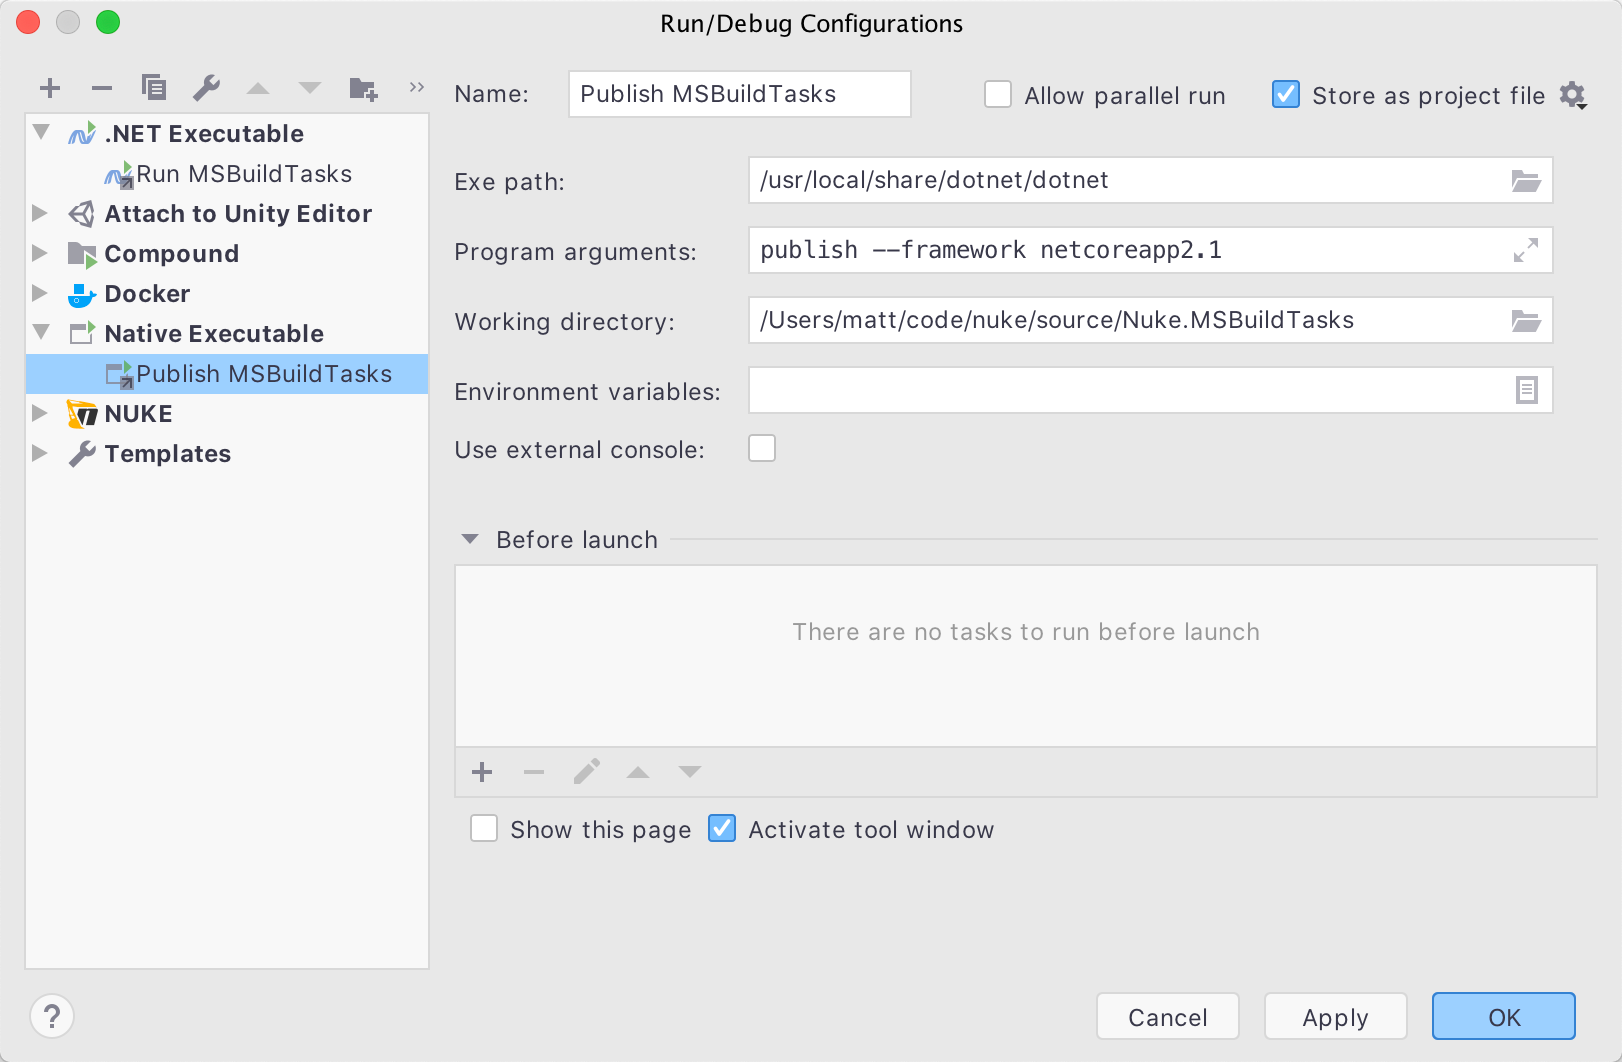 Run/Debug Configurations
Name: Publish MSBuildTasks
Allow parallel run
Store as project file
.NET Executable
Run MSBuildTasks
Attach to Unity Editor
Compound
Docker
Native Executable
Publish MSBuildTasks
NUKE
Templates
Exe path: /usr/local/share/dotnet/dotnet
Program arguments: publish --framework netcoreapp2.1
Working directory: /Users/matt/code/nuke/source/Nuke.MSBuildTasks
Environment variables:
Use external console:
Before launch
There are no tasks to run before launch
Show this page
Activate tool window
?
Cancel
Apply
OK